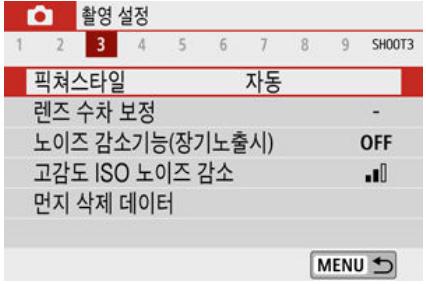 촬영 설정
1 2 3 4 5 6 7 8 9 SHOOT3
픽쳐스타일 자동
렌즈 수차 보정 -
노이즈 감소기능(장기노출시) OFF
고감도 ISO 노이즈 감소
먼지 삭제 데이터
MENU